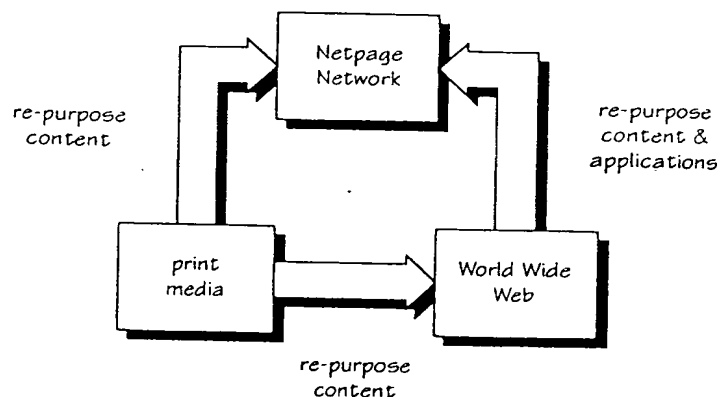 Netpage
Network
re-purpose
content
re-purpose
content &
applications
print
media
World Wide
Web
re-purpose
content